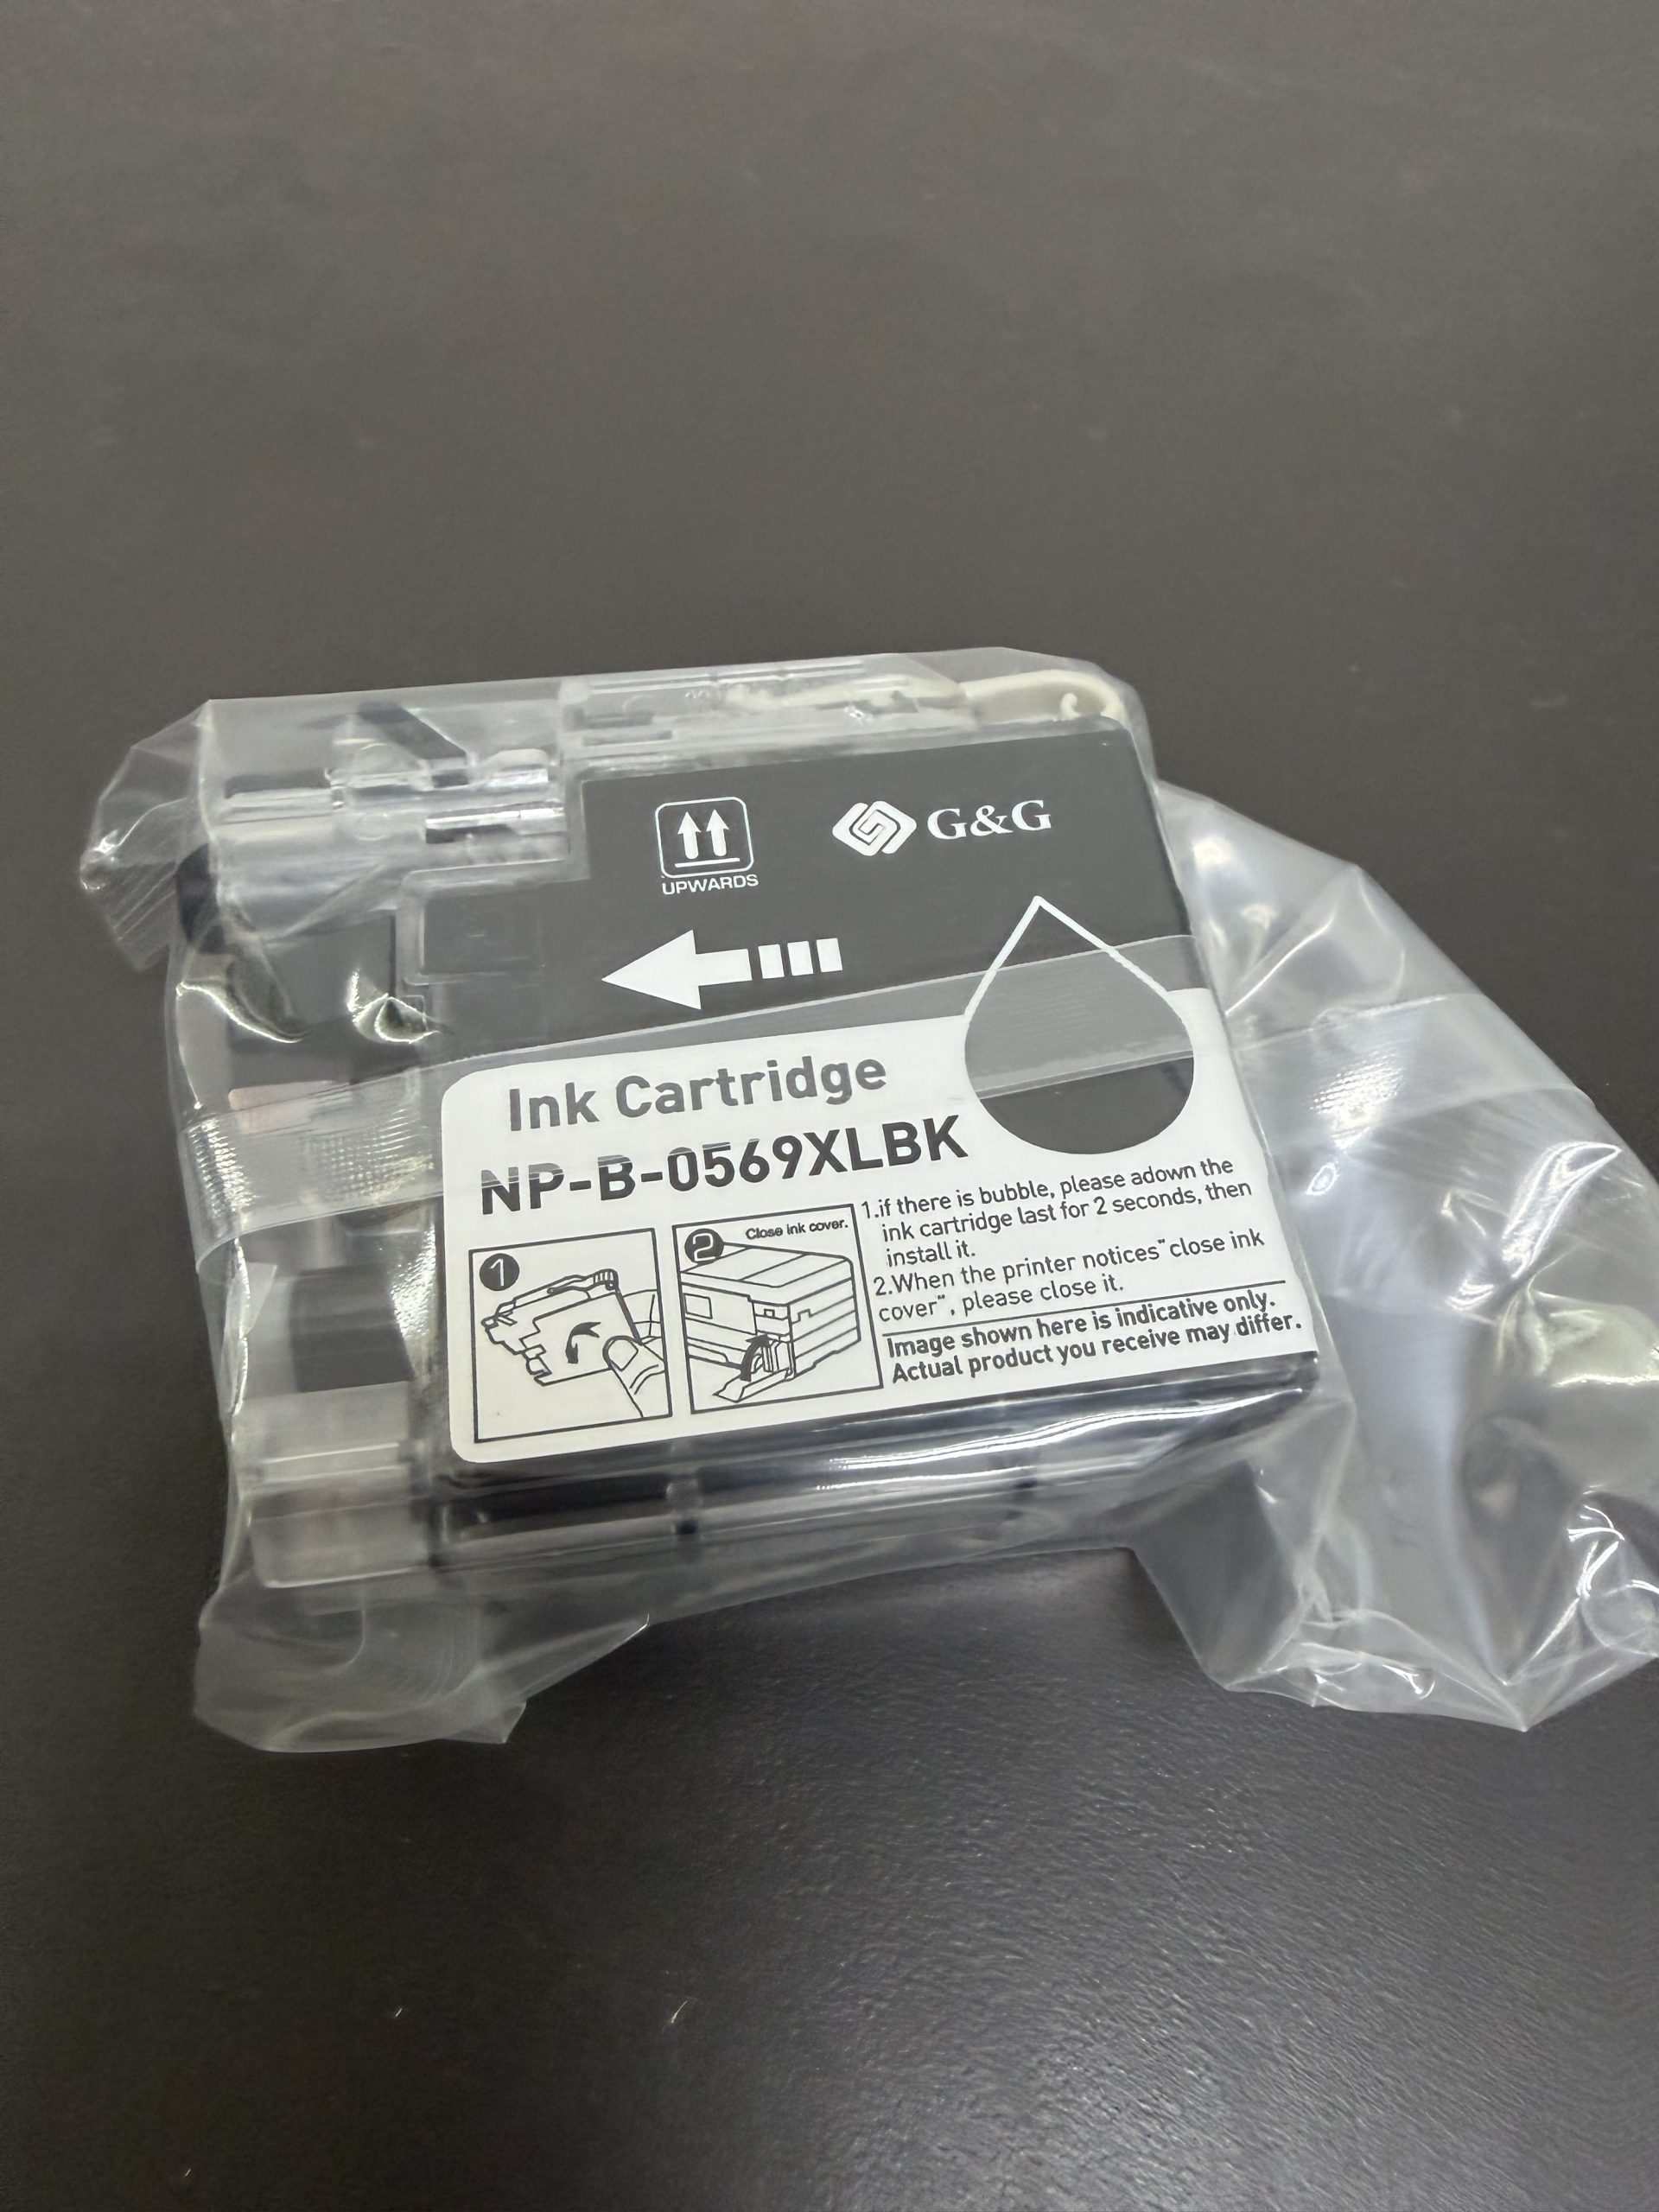 G&G
UPWARDS
Ink Cartridge
NP-B-0569XLBK
1
2
Close ink cover.
1.if there is bubble, please adown the
ink cartridge last for 2 seconds, then
install it.
2.When the printer notices"close ink
cover", please close it.
Image shown here is indicative only.
Actual product you receive may differ.